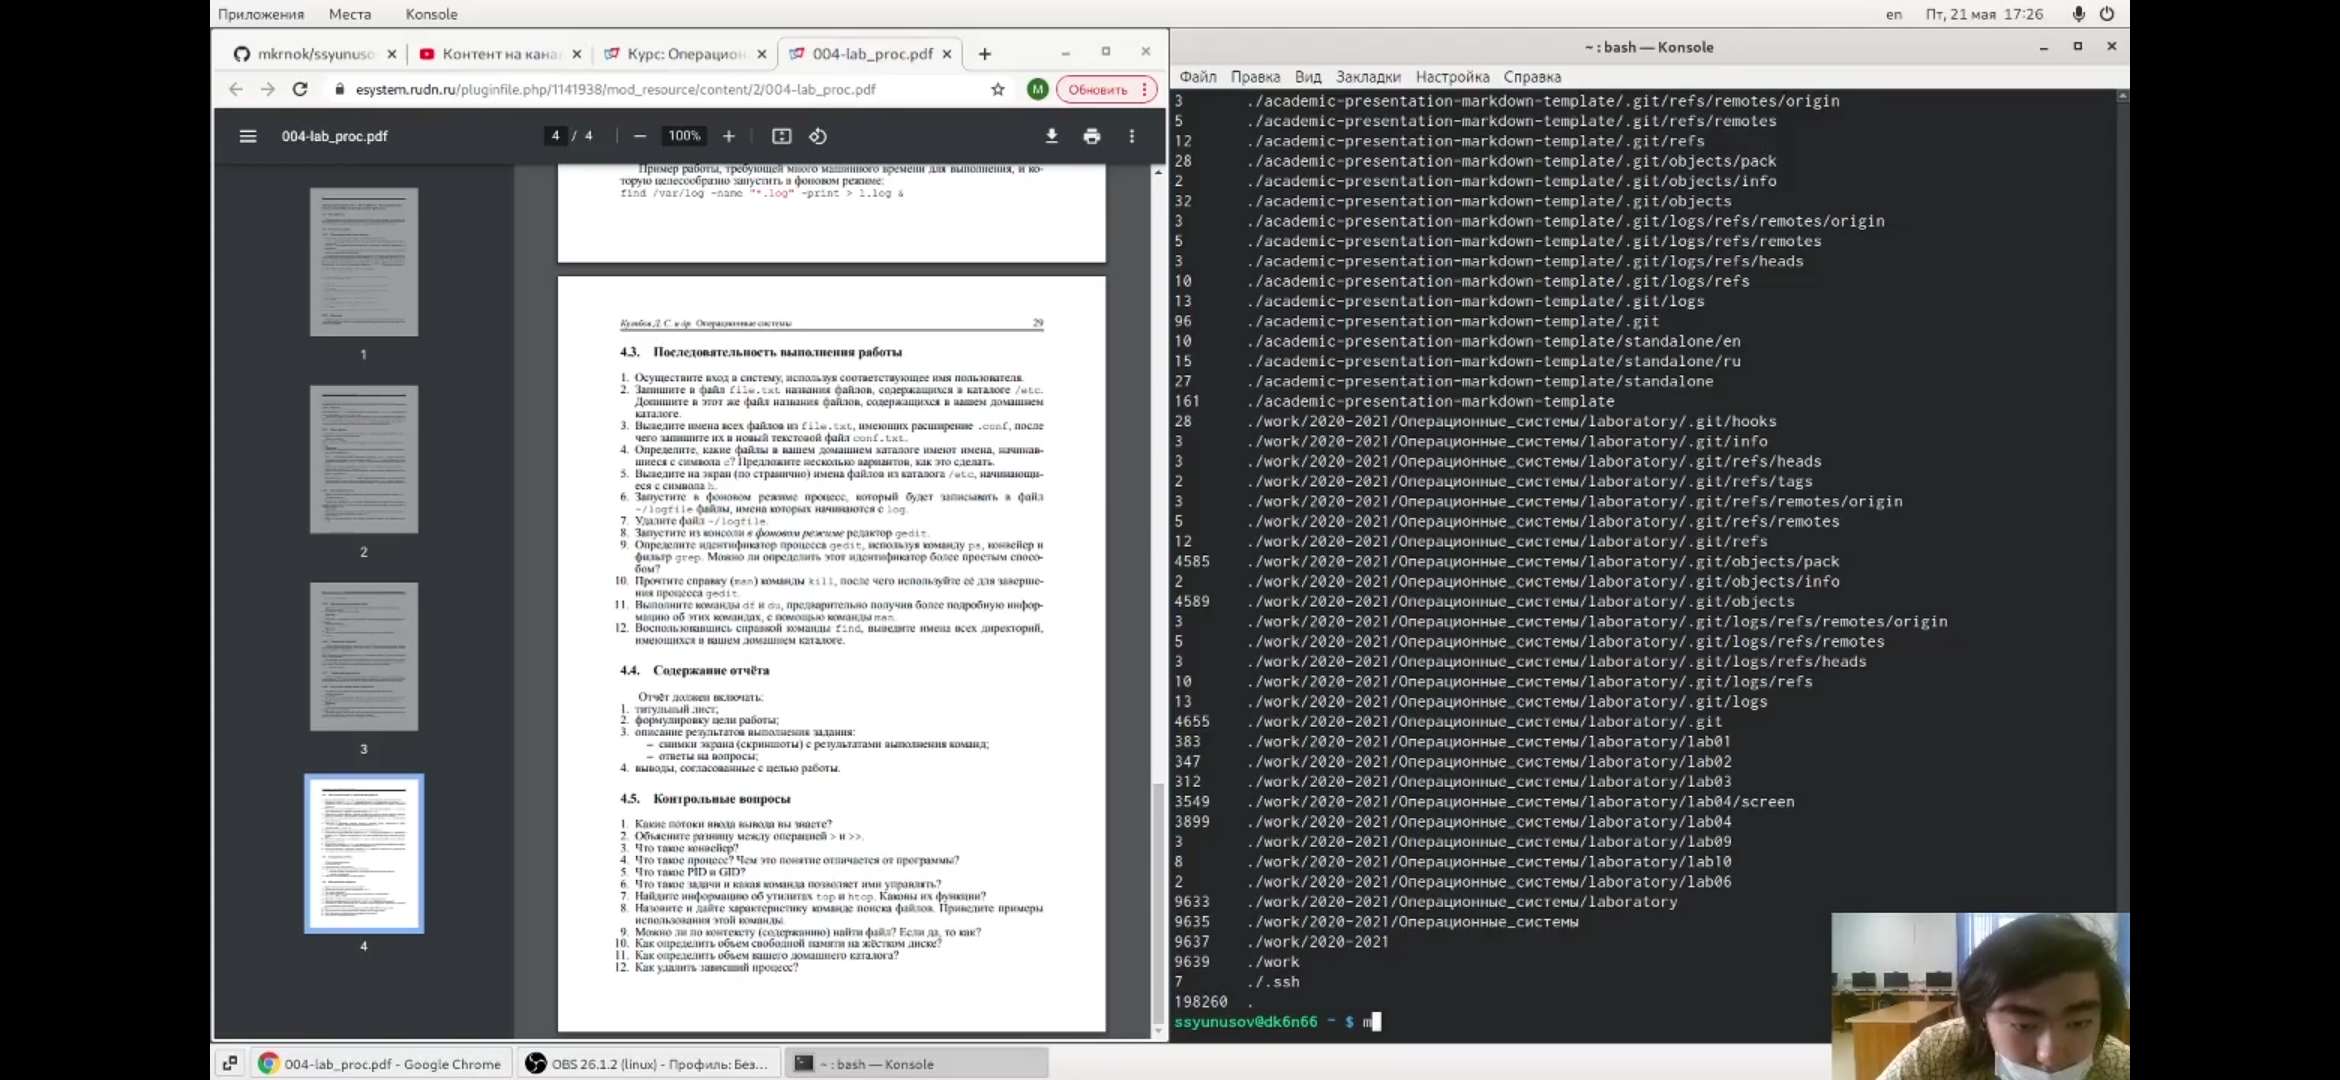 Приложения Места Konsole
en Пт, 21 мая 17:26
mkrnok/ssyunuso
Контент на кана
Курс: Операцион
004-lab_proc.pdf
esystem.rudn.ru/pluginfile.php/1141938/mod_resource/content/2/004-lab_proc.pdf
M
Обновить
004-lab_proc.pdf
4 / 4
100%
1
2
3
4
Пример работы, требующей много машинного времени для выполнения, и ко-
торую целесообразно запустить в фоновом режиме:
find /var/log -name "*.log" -print > l.log &
Кулябов Д. С. и др. Операционные системы 29
4.3. Последовательность выполнения работы
1. Осуществите вход в систему, используя соответствующее имя пользователя.
2. Запишите в файл file.txt названия файлов, содержащихся в каталоге /etc.
Допишите в этот же файл названия файлов, содержащихся в вашем домашнем
каталоге.
3. Выведите имена всех файлов из file.txt, имеющих расширение .conf, после
чего запишите их в новый текстовой файл conf.txt.
4. Определите, какие файлы в вашем домашнем каталоге имеют имена, начинав-
шиеся с символа c? Предложите несколько вариантов, как это сделать.
5. Выведите на экран (по странично) имена файлов из каталога /etc, начинающи-
еся с символа h.
6. Запустите в фоновом режиме процесс, который будет записывать в файл
~/logfile файлы, имена которых начинаются с log.
7. Удалите файл ~/logfile.
8. Запустите из консоли в фоновом режиме редактор gedit.
9. Определите идентификатор процесса gedit, используя команду ps, конвейер и
фильтр grep. Можно ли определить этот идентификатор более простым спосо-
бом?
10. Прочтите справку (man) команды kill, после чего используйте её для заверше-
ния процесса gedit.
11. Выполните команды df и du, предварительно получив более подробную инфор-
мацию об этих командах, с помощью команды man.
12. Воспользовавшись справкой команды find, выведите имена всех директорий,
имеющихся в вашем домашнем каталоге.
4.4. Содержание отчёта
Отчёт должен включать:
1. титульный лист;
2. формулировку цели работы;
3. описание результатов выполнения задания:
– снимки экрана (скриншоты) с результатами выполнения команд;
– ответы на вопросы;
4. выводы, согласованные с целью работы.
4.5. Контрольные вопросы
1. Какие потоки ввода вывода вы знаете?
2. Объясните разницу между операцией > и >>.
3. Что такое конвейер?
4. Что такое процесс? Чем это понятие отличается от программы?
5. Что такое PID и GID?
6. Что такое задачи и какая команда позволяет ими управлять?
7. Найдите информацию об утилитах top и htop. Каковы их функции?
8. Назовите и дайте характеристику команде поиска файлов. Приведите примеры
использования этой команды.
9. Можно ли по контексту (содержанию) найти файл? Если да, то как?
10. Как определить объем свободной памяти на жёстком диске?
11. Как определить объем вашего домашнего каталога?
12. Как удалить зависший процесс?
~ : bash — Konsole
Файл Правка Вид Закладки Настройка Справка
3 ./academic-presentation-markdown-template/.git/refs/remotes/origin
5 ./academic-presentation-markdown-template/.git/refs/remotes
12 ./academic-presentation-markdown-template/.git/refs
28 ./academic-presentation-markdown-template/.git/objects/pack
2 ./academic-presentation-markdown-template/.git/objects/info
32 ./academic-presentation-markdown-template/.git/objects
3 ./academic-presentation-markdown-template/.git/logs/refs/remotes/origin
5 ./academic-presentation-markdown-template/.git/logs/refs/remotes
3 ./academic-presentation-markdown-template/.git/logs/refs/heads
10 ./academic-presentation-markdown-template/.git/logs/refs
13 ./academic-presentation-markdown-template/.git/logs
96 ./academic-presentation-markdown-template/.git
10 ./academic-presentation-markdown-template/standalone/en
15 ./academic-presentation-markdown-template/standalone/ru
27 ./academic-presentation-markdown-template/standalone
161 ./academic-presentation-markdown-template
28 ./work/2020-2021/Операционные_системы/laboratory/.git/hooks
3 ./work/2020-2021/Операционные_системы/laboratory/.git/info
3 ./work/2020-2021/Операционные_системы/laboratory/.git/refs/heads
2 ./work/2020-2021/Операционные_системы/laboratory/.git/refs/tags
3 ./work/2020-2021/Операционные_системы/laboratory/.git/refs/remotes/origin
5 ./work/2020-2021/Операционные_системы/laboratory/.git/refs/remotes
12 ./work/2020-2021/Операционные_системы/laboratory/.git/refs
4585 ./work/2020-2021/Операционные_системы/laboratory/.git/objects/pack
2 ./work/2020-2021/Операционные_системы/laboratory/.git/objects/info
4589 ./work/2020-2021/Операционные_системы/laboratory/.git/objects
3 ./work/2020-2021/Операционные_системы/laboratory/.git/logs/refs/remotes/origin
5 ./work/2020-2021/Операционные_системы/laboratory/.git/logs/refs/remotes
3 ./work/2020-2021/Операционные_системы/laboratory/.git/logs/refs/heads
10 ./work/2020-2021/Операционные_системы/laboratory/.git/logs/refs
13 ./work/2020-2021/Операционные_системы/laboratory/.git/logs
4655 ./work/2020-2021/Операционные_системы/laboratory/.git
383 ./work/2020-2021/Операционные_системы/laboratory/lab01
347 ./work/2020-2021/Операционные_системы/laboratory/lab02
312 ./work/2020-2021/Операционные_системы/laboratory/lab03
3549 ./work/2020-2021/Операционные_системы/laboratory/lab04/screen
3899 ./work/2020-2021/Операционные_системы/laboratory/lab04
3 ./work/2020-2021/Операционные_системы/laboratory/lab09
8 ./work/2020-2021/Операционные_системы/laboratory/lab10
2 ./work/2020-2021/Операционные_системы/laboratory/lab06
9633 ./work/2020-2021/Операционные_системы/laboratory
9635 ./work/2020-2021/Операционные_системы
9637 ./work/2020-2021
9639 ./work
7 ./.ssh
198260 .
ssyunusov@dk6n66 ~ $ m
004-lab_proc.pdf - Google Chrome
OBS 26.1.2 (linux) - Профиль: Без...
~ : bash — Konsole